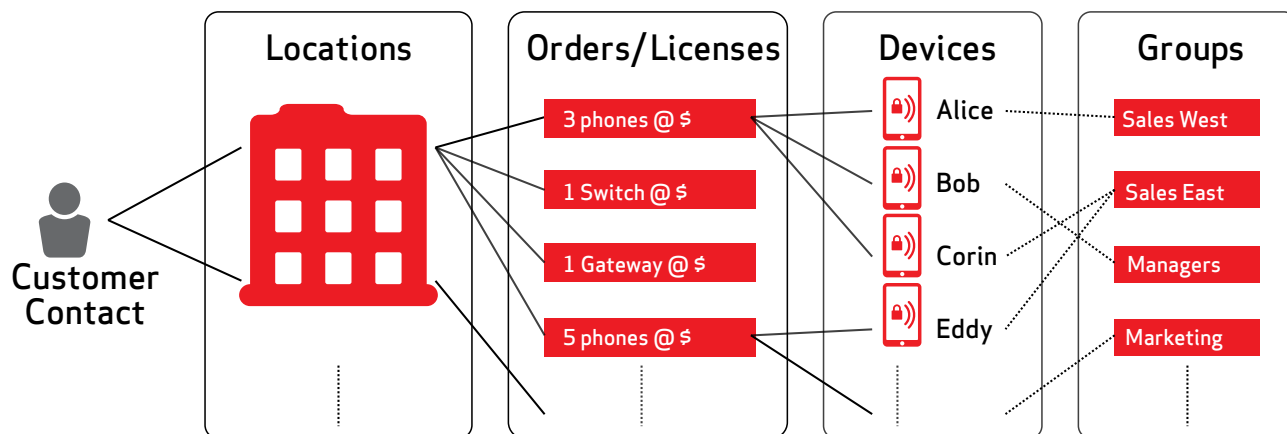 Locations
Orders/Licenses
Devices
Groups
Customer
Contact
3 phones @ $
1 Switch @ $
1 Gateway @ $
5 phones @ $
Alice
Bob
Corin
Eddy
Sales West
Sales East
Managers
Marketing